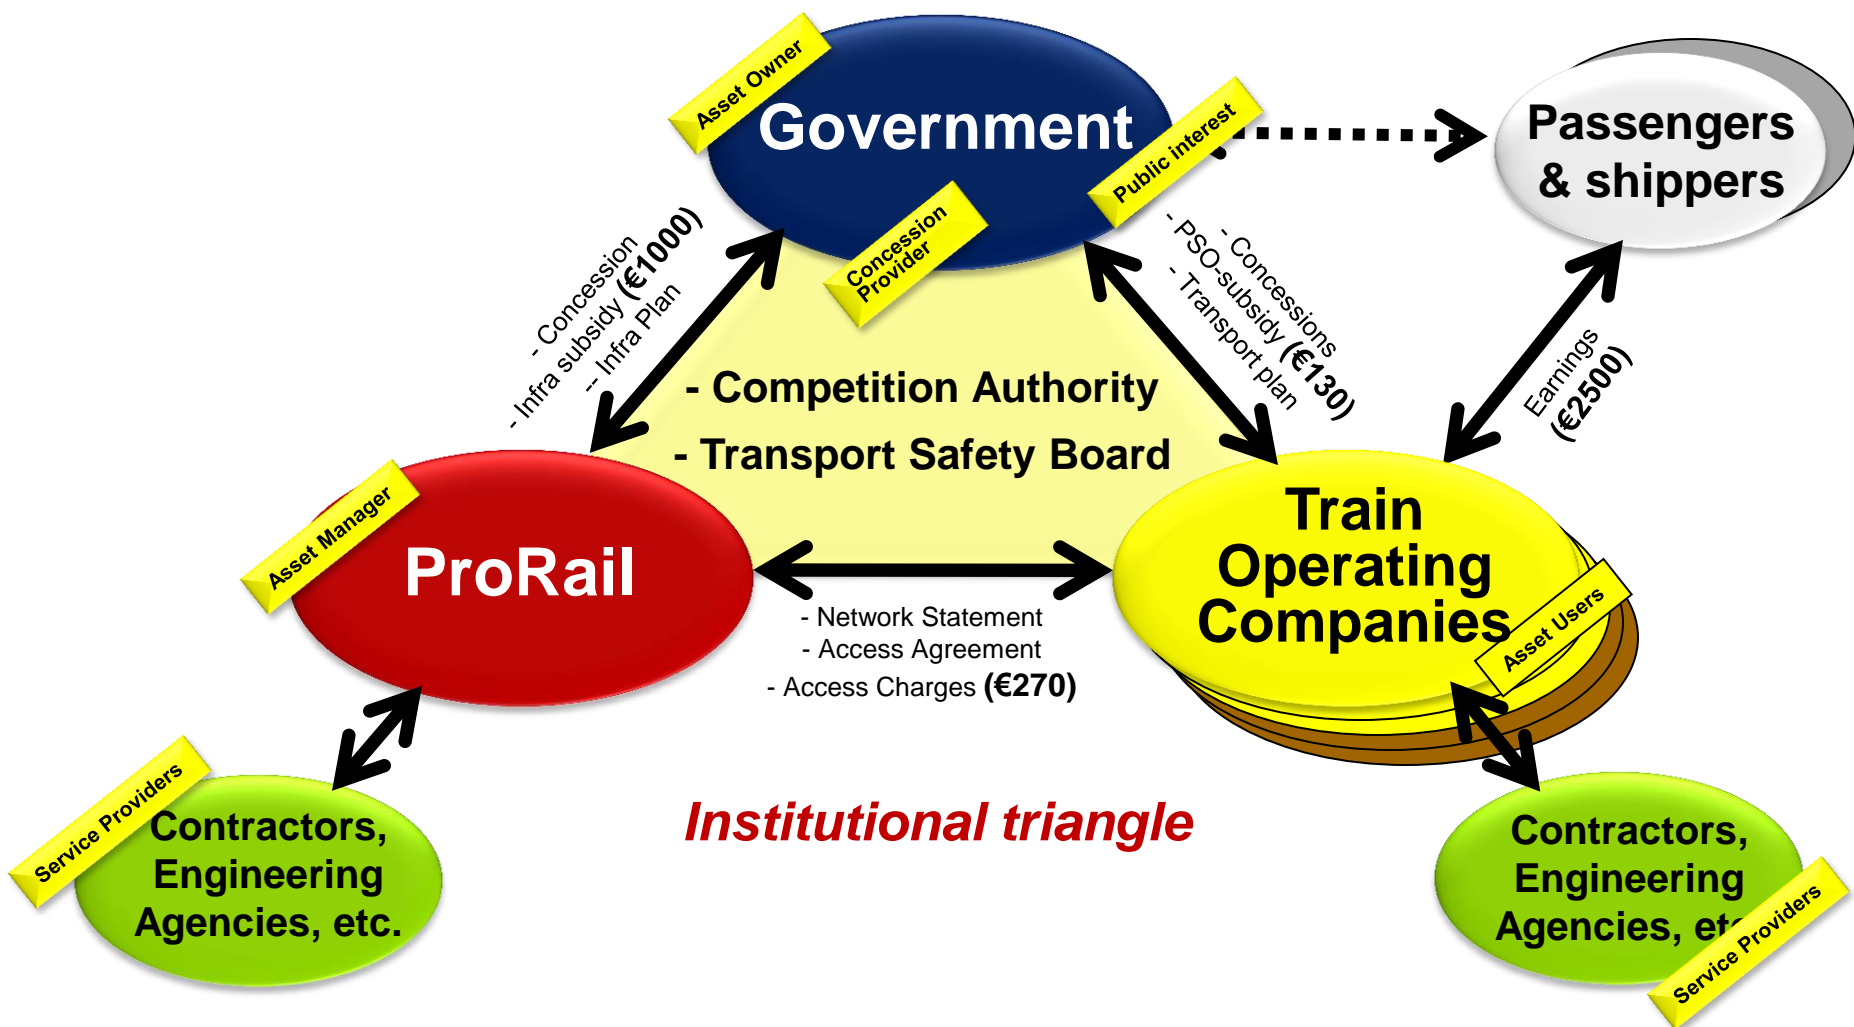 Asset Owner
Government
Public interest
Concession
Provider
Passengers
& shippers
- Concession
- Infra subsidy (€1000)
-- Infra Plan
- Concessions
- PSO-subsidy (€130)
- Transport plan
Earnings
(€2500)
- Competition Authority
- Transport Safety Board
Asset Manager
ProRail
Train
Operating
Companies
Asset Users
- Network Statement
- Access Agreement
- Access Charges (€270)
Service Providers
Contractors,
Engineering
Agencies, etc.
Institutional triangle
Contractors,
Engineering
Agencies, et
Service Providers